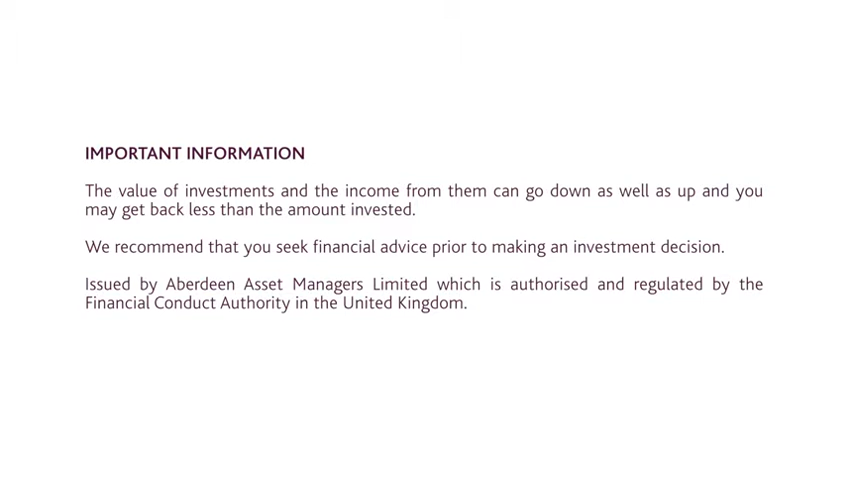 IMPORTANT INFORMATION
The value of investments and the income from them can go down as well as up and you
may get back less than the amount invested.
We recommend that you seek financial advice prior to making an investment decision.
Issued by Aberdeen Asset Managers Limited which is authorised and regulated by the
Financial Conduct Authority in the United Kingdom.